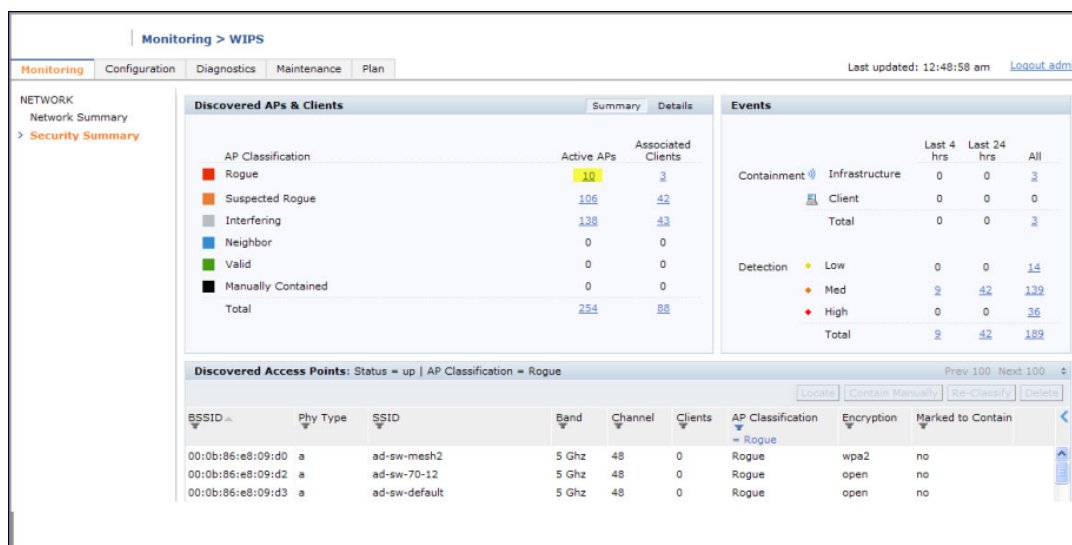 Monitoring > WIPS
Monitoring Configuration Diagnostics Maintenance Plan Last updated: 12:48:58 am Logout adm
NETWORK
Network Summary
> Security Summary
Discovered APs & Clients Summary Details
AP Classification Active APs Associated Clients
Rogue 10 3
Suspected Rogue 106 42
Interfering 138 43
Neighbor 0 0
Valid 0 0
Manually Contained 0 0
Total 254 88
Events
Last 4 hrs Last 24 hrs All
Containment Infrastructure 0 0 3
Client 0 0 0
Total 0 0 3
Detection Low 0 0 14
Med 9 42 139
High 0 0 36
Total 9 42 189
Discovered Access Points: Status = up | AP Classification = Rogue Prev 100 Next 100
Locate Contain Manually Re-Classify Delete
BSSID Phy Type SSID Band Channel Clients AP Classification Encryption Marked to Contain
= Rogue
00:0b:86:e8:09:d0 a ad-sw-mesh2 5 Ghz 48 0 Rogue wpa2 no
00:0b:86:e8:09:d2 a ad-sw-70-12 5 Ghz 48 0 Rogue open no
00:0b:86:e8:09:d3 a ad-sw-default 5 Ghz 48 0 Rogue open no